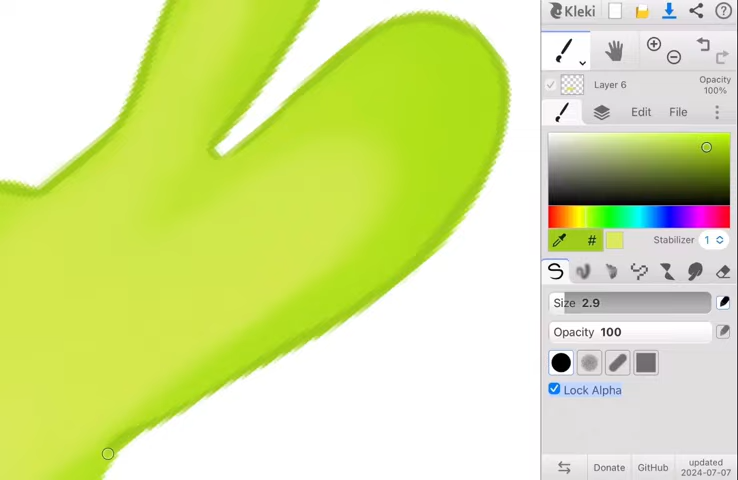 Kleki
Layer 6
Opacity
100%
Edit
File
#
Stabilizer 1
Size 2.9
Opacity 100
Lock Alpha
Donate
GitHub
updated
2024-07-07